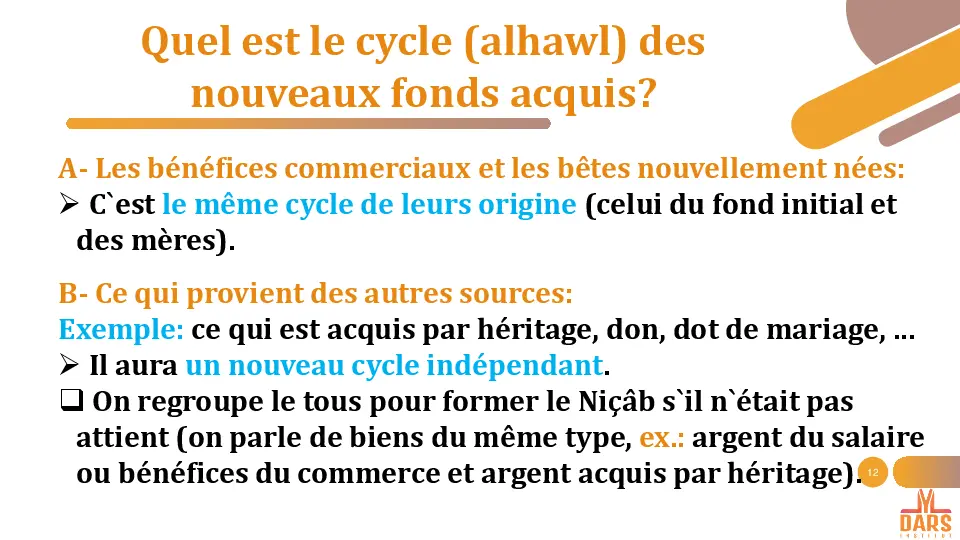 Quel est le cycle (alhawl) des
nouveaux fonds acquis?
A- Les bénéfices commerciaux et les bêtes nouvellement nées:
➢ C`est le même cycle de leurs origine (celui du fond initial et
des mères).
B- Ce qui provient des autres sources:
Exemple: ce qui est acquis par héritage, don, dot de mariage, ...
➢ Il aura un nouveau cycle indépendant.
❑ On regroupe le tous pour former le Niçâb s`il n`était pas
attient (on parle de biens du même type, ex.: argent du salaire
ou bénéfices du commerce et argent acquis par héritage).
12
DARS
INSTITUT